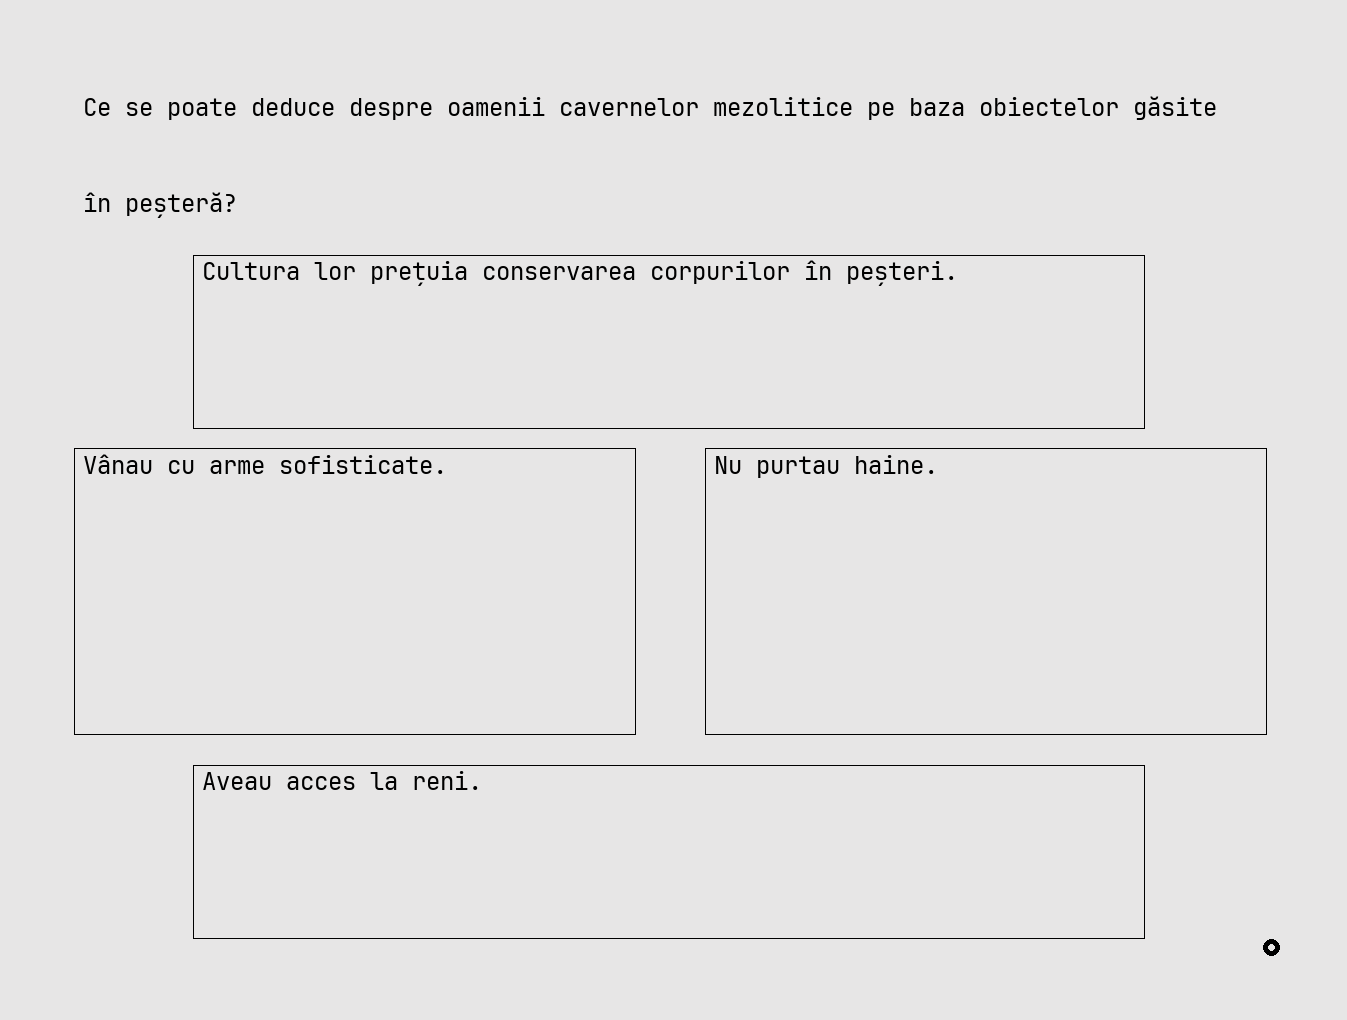 Ce se poate deduce despre oamenii cavernelor mezolitice pe baza obiectelor găsite
în peșteră?
Cultura lor prețuia conservarea corpurilor în peșteri.
Vânau cu arme sofisticate.
Nu purtau haine.
Aveau acces la reni.